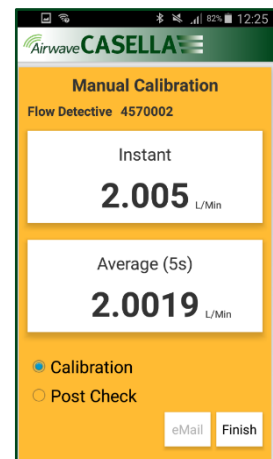 82% 12:25
Airwave CASELLA
Manual Calibration
Flow Detective 4570002
Instant
2.005 L/Min
Average (5s)
2.0019 L/Min
Calibration
Post Check
eMail Finish